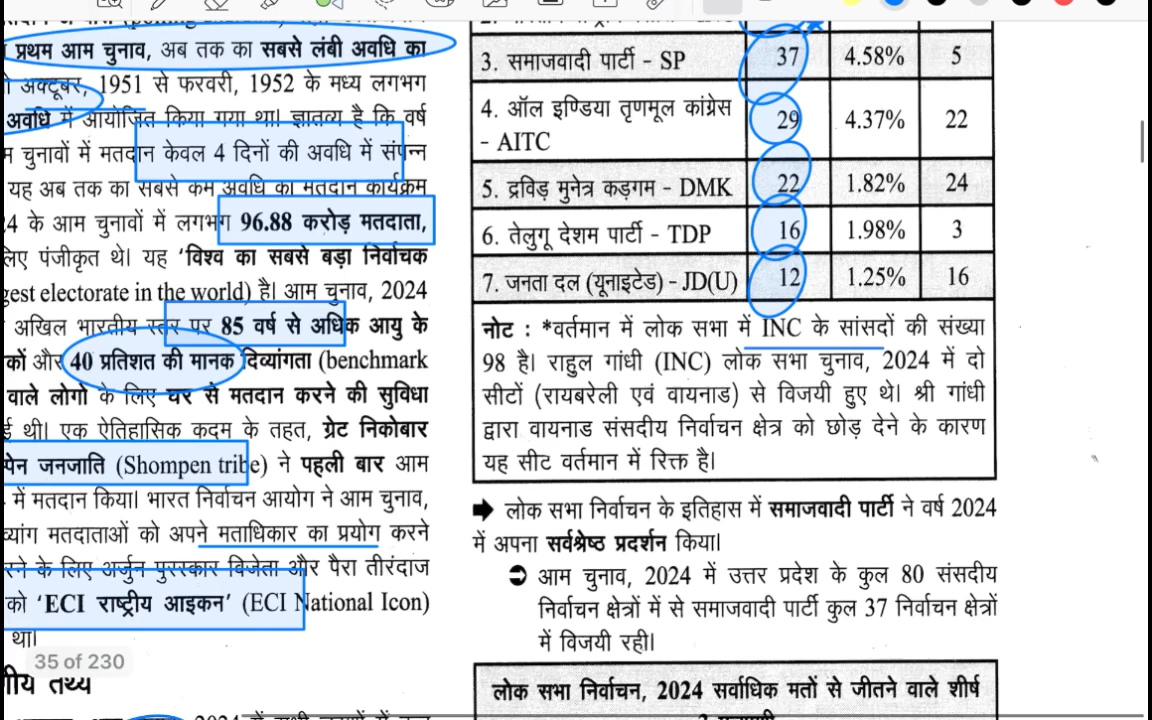 प्रथम आम चुनाव, अब तक का सबसे लंबी अवधि का
अक्टूबर, 1951 से फरवरी, 1952 के मध्य लगभग
अवधि में आयोजित किया गया था। ज्ञातव्य है कि वर्ष
म चुनावों में मतदान केवल 4 दिनों की अवधि में संपन्न
यह अब तक का सबसे कम अवधि का मतदान कार्यक्रम
24 के आम चुनावों में लगभग 96.88 करोड़ मतदाता,
लिए पंजीकृत थे। यह 'विश्व का सबसे बड़ा निर्वाचक
gest electorate in the world) है। आम चुनाव, 2024
अखिल भारतीय स्तर पर 85 वर्ष से अधिक आयु के
कों और 40 प्रतिशत की मानक दिव्यांगता (benchmark
वाले लोगो के लिए घर से मतदान करने की सुविधा
ई थी। एक ऐतिहासिक कदम के तहत, ग्रेट निकोबार
पेन जनजाति (Shompen tribe) ने पहली बार आम
में मतदान किया। भारत निर्वाचन आयोग ने आम चुनाव,
व्यांग मतदाताओं को अपने मताधिकार का प्रयोग करने
रने के लिए अर्जुन पुरस्कार विजेता और पैरा तीरंदाज
को 'ECI राष्ट्रीय आइकन' (ECI National Icon)
था।
35 of 230
ीय तथ्य
3. समाजवादी पार्टी - SP 37 4.58% 5
4. ऑल इण्डिया तृणमूल कांग्रेस
- AITC 29 4.37% 22
5. द्रविड़ मुनेत्र कड़गम - DMK 22 1.82% 24
6. तेलुगू देशम पार्टी - TDP 16 1.98% 3
7. जनता दल (यूनाइटेड) - JD(U) 12 1.25% 16
नोट : *वर्तमान में लोक सभा में INC के सांसदों की संख्या
98 है। राहुल गांधी (INC) लोक सभा चुनाव, 2024 में दो
सीटों (रायबरेली एवं वायनाड) से विजयी हुए थे। श्री गांधी
द्वारा वायनाड संसदीय निर्वाचन क्षेत्र को छोड़ देने के कारण
यह सीट वर्तमान में रिक्त है।
➡ लोक सभा निर्वाचन के इतिहास में समाजवादी पार्टी ने वर्ष 2024
में अपना सर्वश्रेष्ठ प्रदर्शन किया।
आम चुनाव, 2024 में उत्तर प्रदेश के कुल 80 संसदीय
निर्वाचन क्षेत्रों में से समाजवादी पार्टी कुल 37 निर्वाचन क्षेत्रों
में विजयी रही।
लोक सभा निर्वाचन, 2024 सर्वाधिक मतों से जीतने वाले शीर्ष